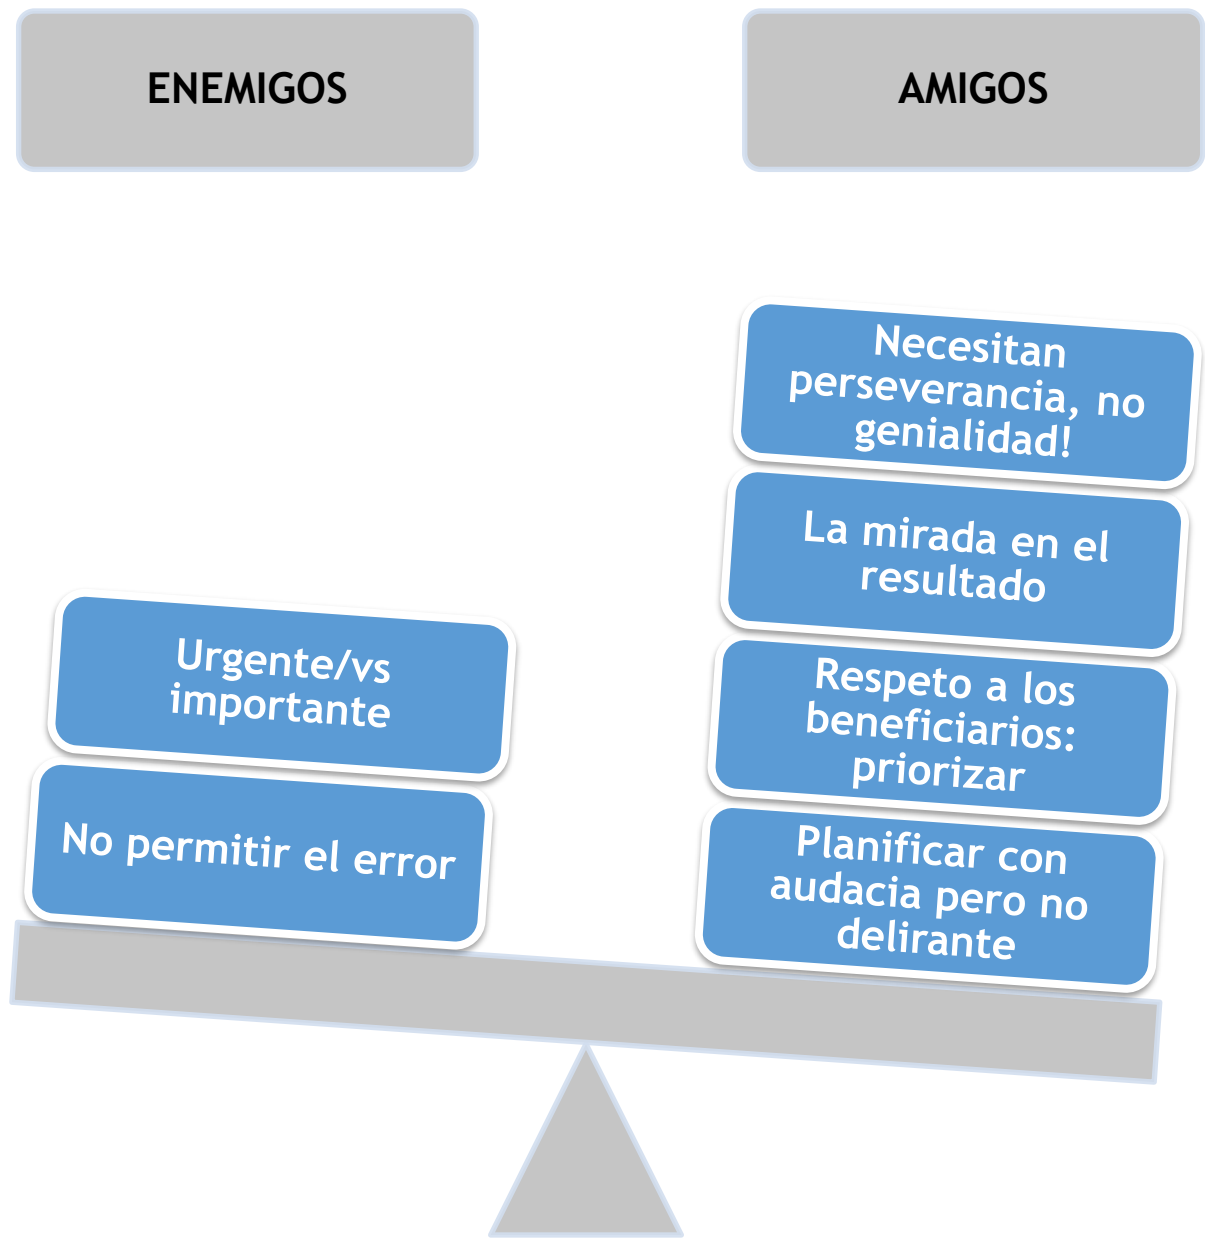 ENEMIGOS
AMIGOS
Necesitan
perseverancia, no
genialidad!
La mirada en el
resultado
Respeto a los
beneficiarios:
priorizar
Planificar con
audacia pero no
delirante
Urgente/vs
importante
No permitir el error